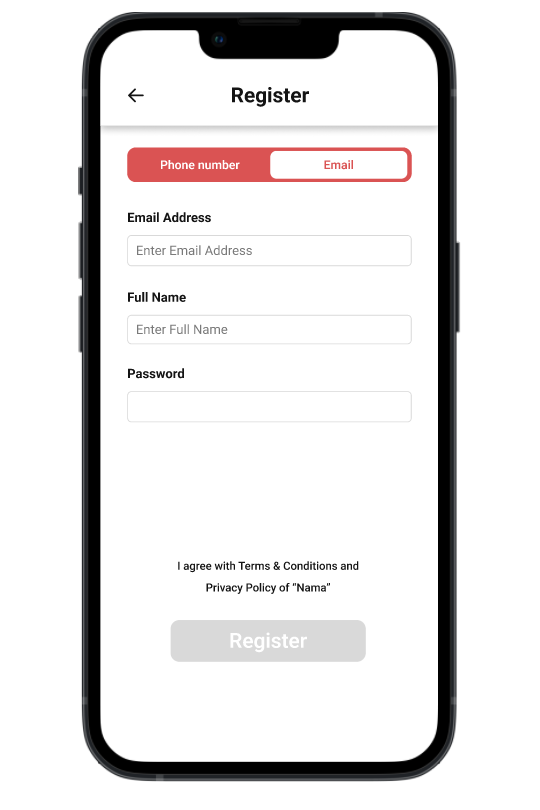 Register
Phone number Email
Email Address
Enter Email Address
Full Name
Enter Full Name
Password
I agree with Terms & Conditions and
Privacy Policy of “Nama”
Register